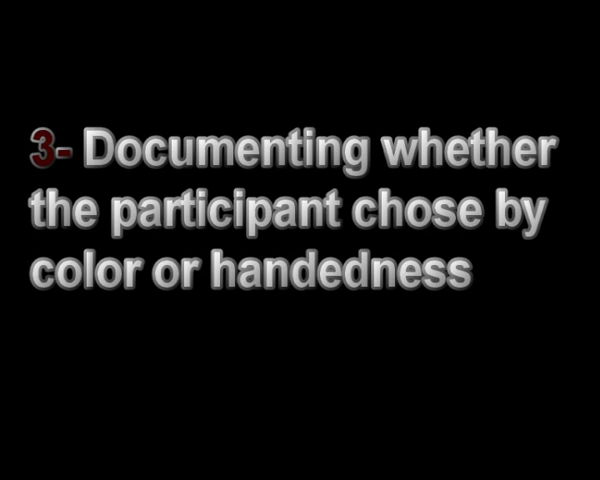 3- Documenting whether
the participant chose by
color or handedness